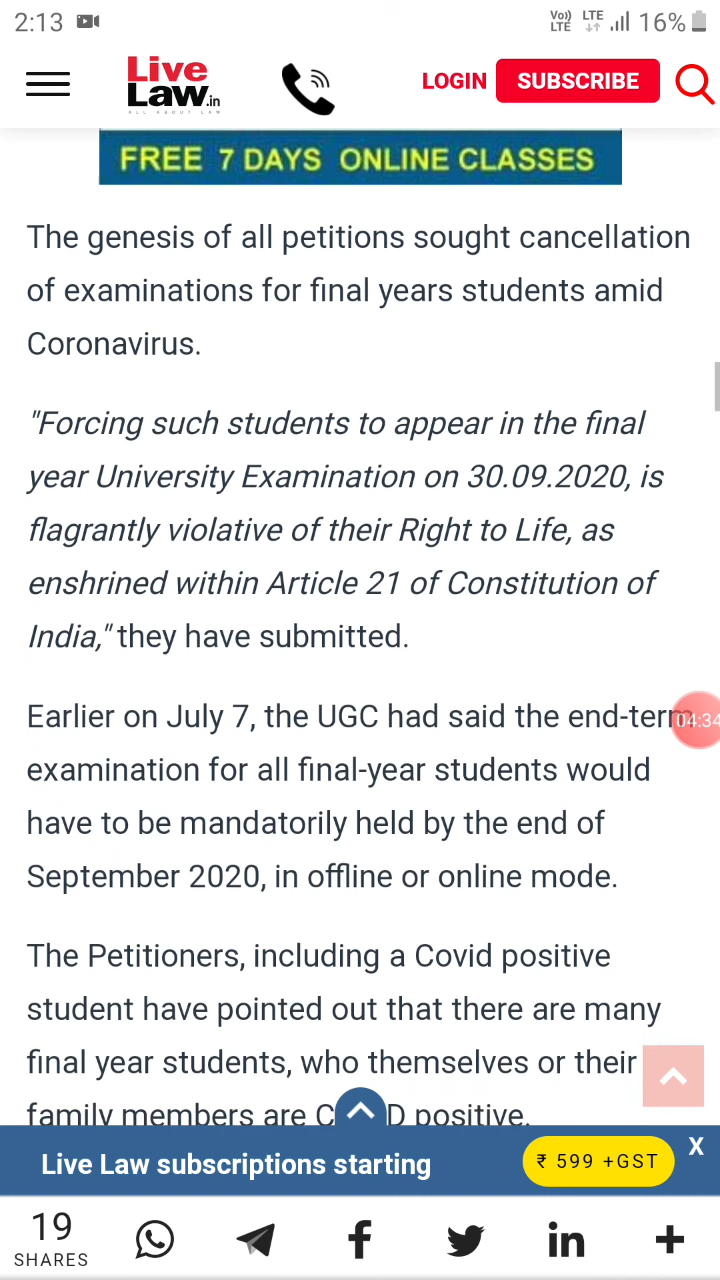 2:13 Vo)) LTE LTE 16%
Live Law.in LOGIN SUBSCRIBE
ALL ABOUT LAW
FREE 7 DAYS ONLINE CLASSES
The genesis of all petitions sought cancellation
of examinations for final years students amid
Coronavirus.
"Forcing such students to appear in the final
year University Examination on 30.09.2020, is
flagrantly violative of their Right to Life, as
enshrined within Article 21 of Constitution of
India," they have submitted.
Earlier on July 7, the UGC had said the end-term
04:34
examination for all final-year students would
have to be mandatorily held by the end of
September 2020, in offline or online mode.
The Petitioners, including a Covid positive
student have pointed out that there are many
final year students, who themselves or their
family members are C D positive.
Live Law subscriptions starting ₹ 599 +GST X
19
SHARES